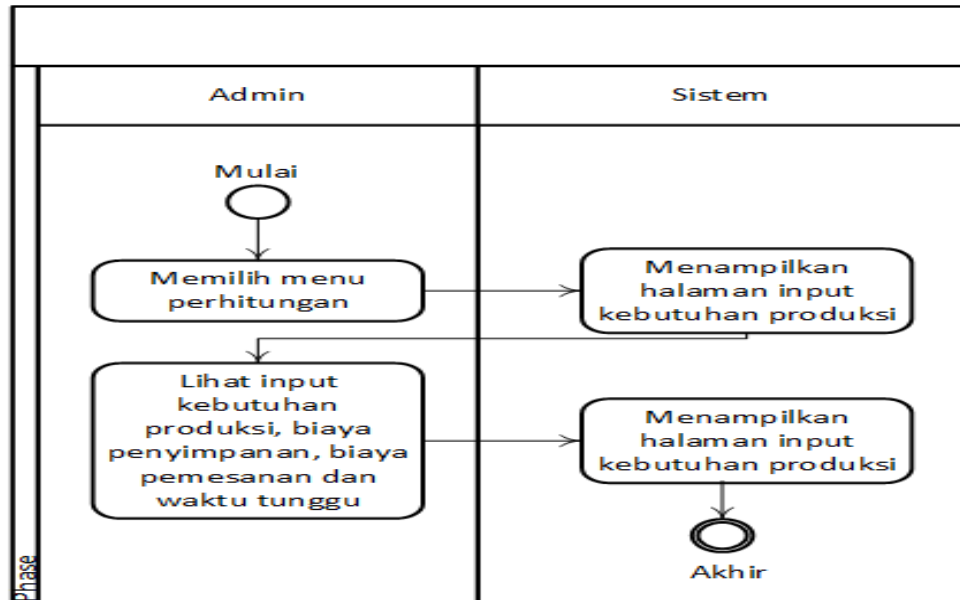 Admin
Sistem
Mulai
Memilih menu
perhitungan
Menampilkan
halaman input
kebutuhan produksi
Lihat input
kebutuhan
produksi, biaya
penyimpanan, biaya
pemesanan dan
waktu tunggu
Menampilkan
halaman input
kebutuhan produksi
Akhir
Phase